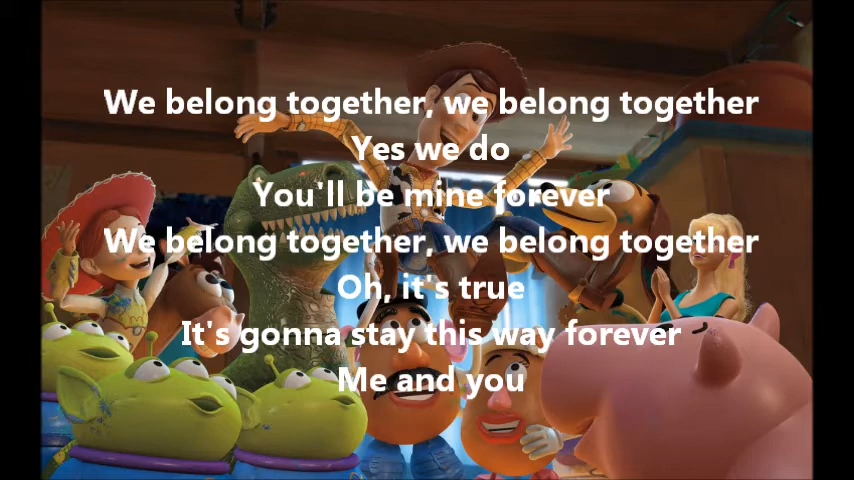 We belong together, we belong together
Yes we do
You'll be mine forever
We belong together, we belong together
Oh, it's true
It's gonna stay this way forever
Me and you